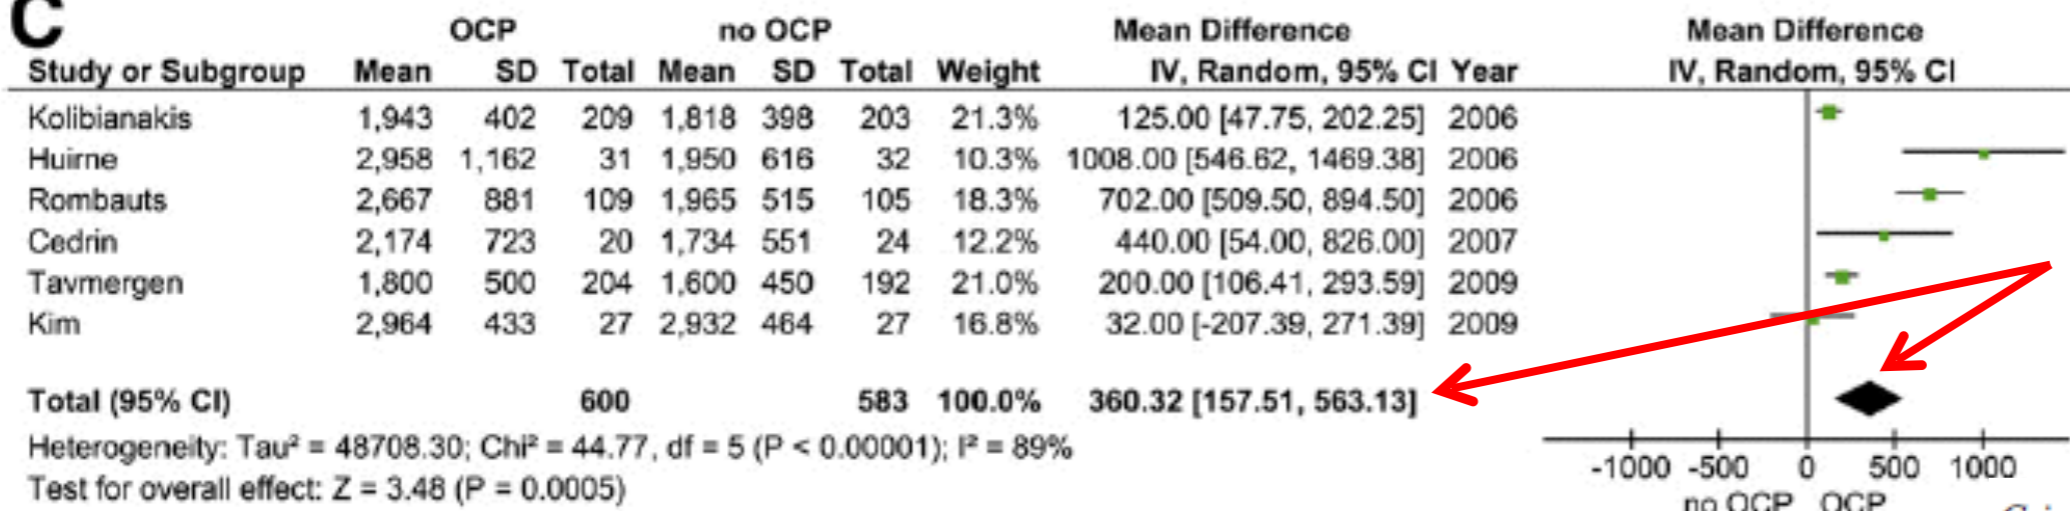 C
OCP no OCP Mean Difference Mean Difference
Study or Subgroup Mean SD Total Mean SD Total Weight IV, Random, 95% CI Year IV, Random, 95% CI
Kolibianakis 1,943 402 209 1,818 398 203 21.3% 125.00 [47.75, 202.25] 2006
Huirne 2,958 1,162 31 1,950 616 32 10.3% 1008.00 [546.62, 1469.38] 2006
Rombauts 2,667 881 109 1,965 515 105 18.3% 702.00 [509.50, 894.50] 2006
Cedrin 2,174 723 20 1,734 551 24 12.2% 440.00 [54.00, 826.00] 2007
Tavmergen 1,800 500 204 1,600 450 192 21.0% 200.00 [106.41, 293.59] 2009
Kim 2,964 433 27 2,932 464 27 16.8% 32.00 [-207.39, 271.39] 2009
Total (95% CI) 600 583 100.0% 360.32 [157.51, 563.13]
Heterogeneity: Tau² = 48708.30; Chi² = 44.77, df = 5 (P < 0.00001); I² = 89%
Test for overall effect: Z = 3.48 (P = 0.0005)
-1000 -500 0 500 1000
no OCP OCP